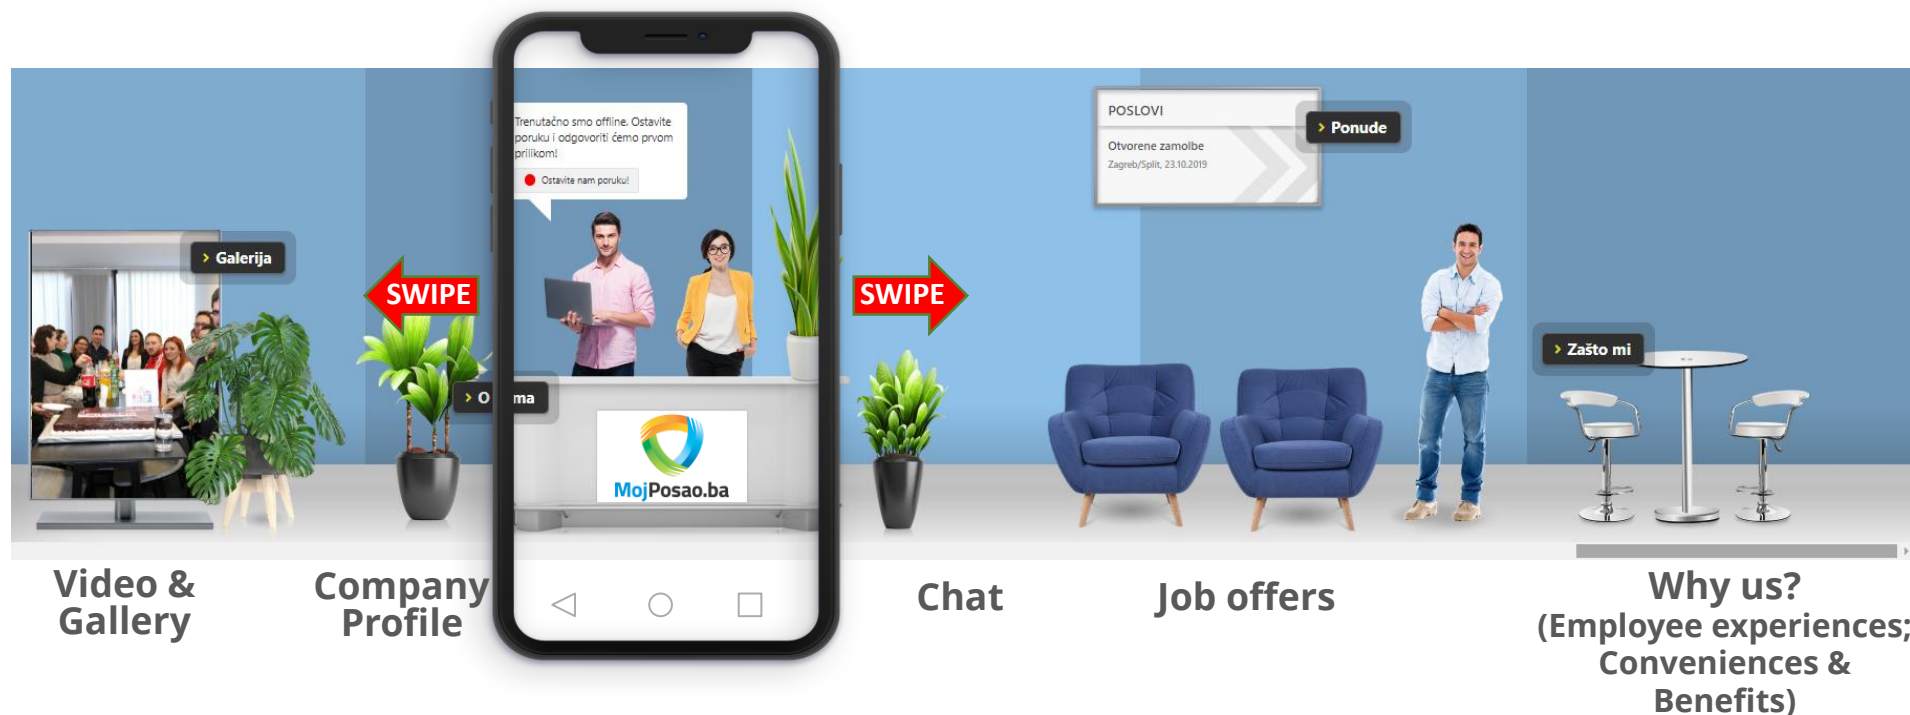 Trenutačno smo offline. Ostavite
poruku i odgovoriti ćemo prvom
prilikom!
Ostavite nam poruku!
POSLOVI
Otvorene zamolbe
Zagreb/Split, 23.10.2019
› Ponude
› Galerija
SWIPE
SWIPE
› Zašto mi
› O
ma
MojPosao.ba
Video &
Gallery
Company
Profile
Chat
Job offers
Why us?
(Employee experiences;
Conveniences &
Benefits)